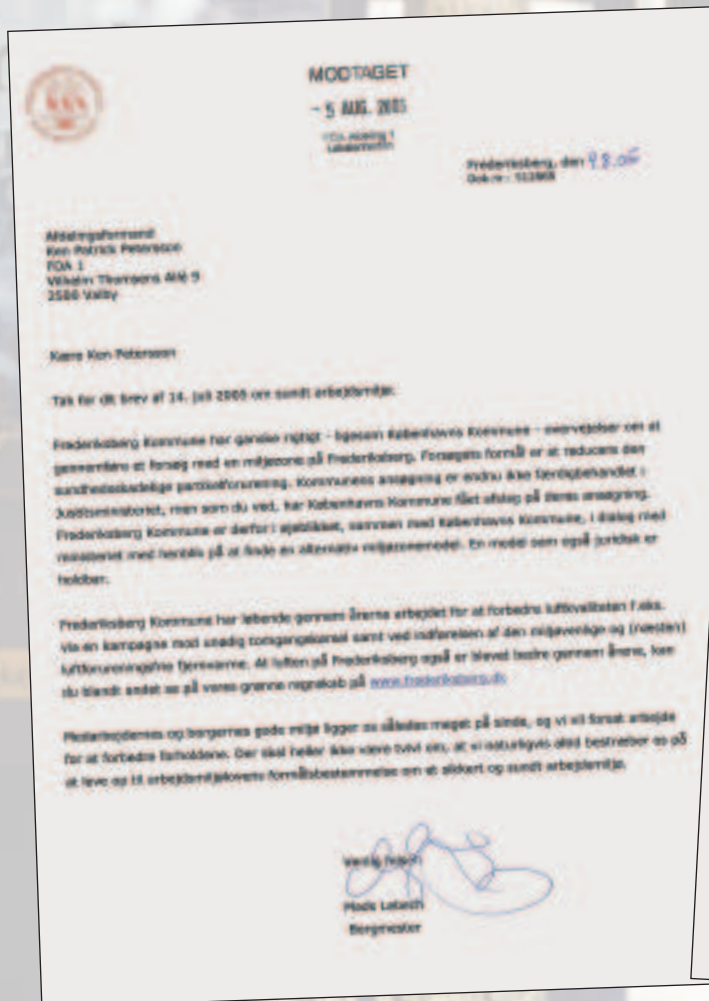 MODTAGET
- 5 AUG. 2005
Frederiksberg, den 4.8.05
Afdelingsformand
Ken Patrick Petersson
FOA 1
Vilhelm Thomsens Allé 9
2500 Valby
Kære Ken Petersson
Tak for dit brev af 14. juli 2005 om sundt arbejdsmiljø.
Frederiksberg Kommune har ganske rigtigt - ligesom Københavns Kommune - overvejelser om at
gennemføre et forsøg med en miljøzone på Frederiksberg. Forsøgets formål er at reducere den
sundhedsskadelige partikelforurening. Kommunens ansøgning er endnu ikke færdigbehandlet i
Justitsministeriet, men som du ved, har Københavns Kommune fået afslag på deres ansøgning.
Frederiksberg Kommune er derfor i øjeblikket, sammen med Københavns Kommune, i dialog med
ministeriet med henblik på at finde en alternativ miljøzonemodel. En model som også juridisk er
holdbar.
Frederiksberg Kommune har løbende gennem årene arbejdet for at forbedre luftkvaliteten f.eks.
via en kampagne mod unødig tomgangskørsel samt ved indførelsen af den miljøvenlige og (næsten)
luftforureningsfrie fjernvarme. At luften på Frederiksberg også er blevet bedre gennem årene, kan
du blandt andet se på vores grønne regnskab på www.frederiksberg.dk
Medarbejdernes og borgernes gode miljø ligger os således meget på sinde, og vi vil forsat arbejde
for at forbedre forholdene. Der skal heller ikke være tvivl om, at vi naturligvis altid bestræber os på
at leve op til arbejdsmiljølovens formålsbestemmelse om et sikkert og sundt arbejdsmiljø.
Venlig hilsen
Mads Lebech
Borgmester